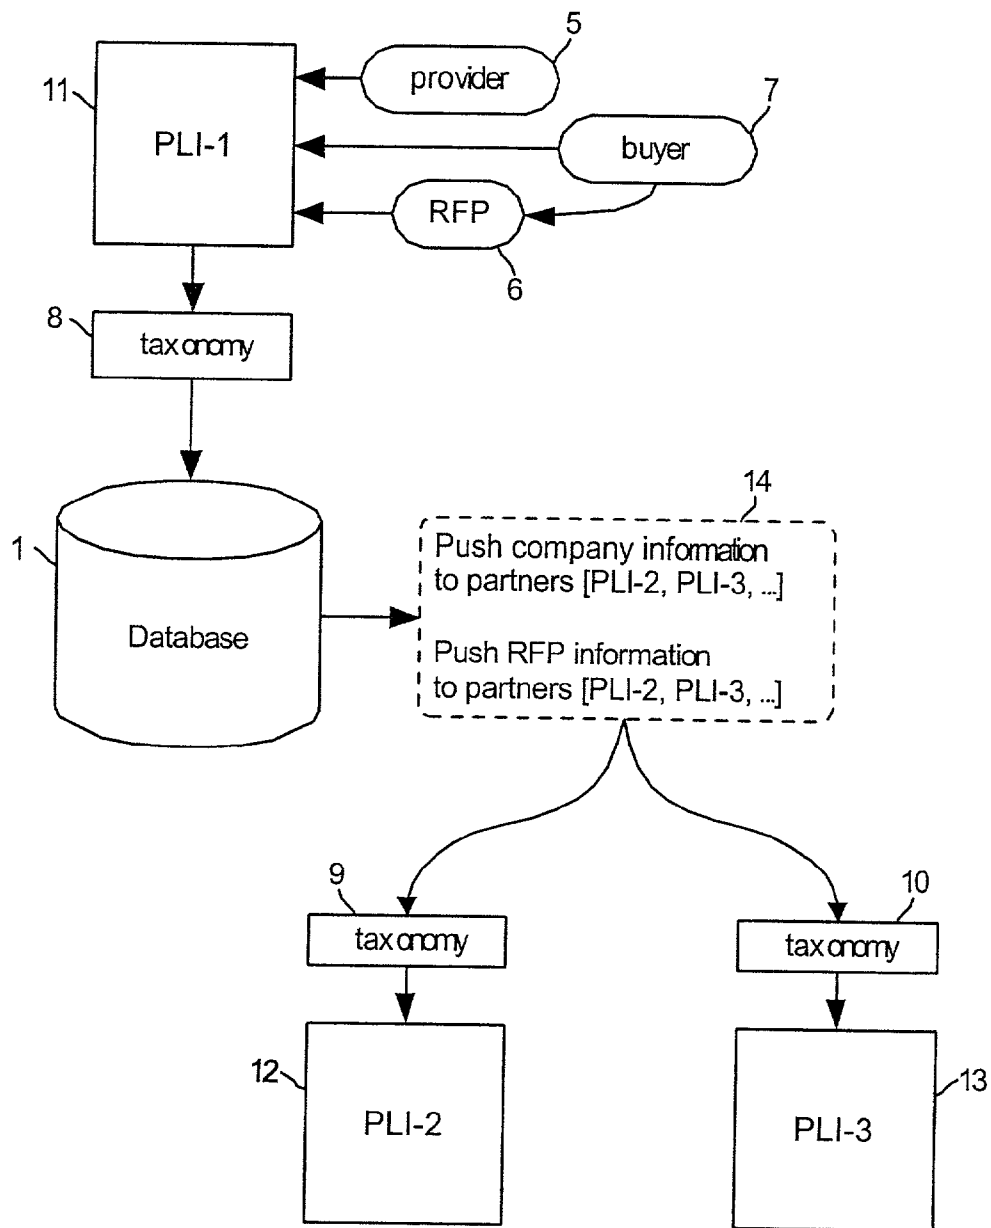 5
provider
7
11
PLI-1
buyer
RFP
6
8
taxonomy
14
1
Push company information
to partners [PLI-2, PLI-3, ...]
Database
Push RFP information
to partners [PLI-2, PLI-3, ...]
9
10
taxonomy
taxonomy
12
13
PLI-2
PLI-3